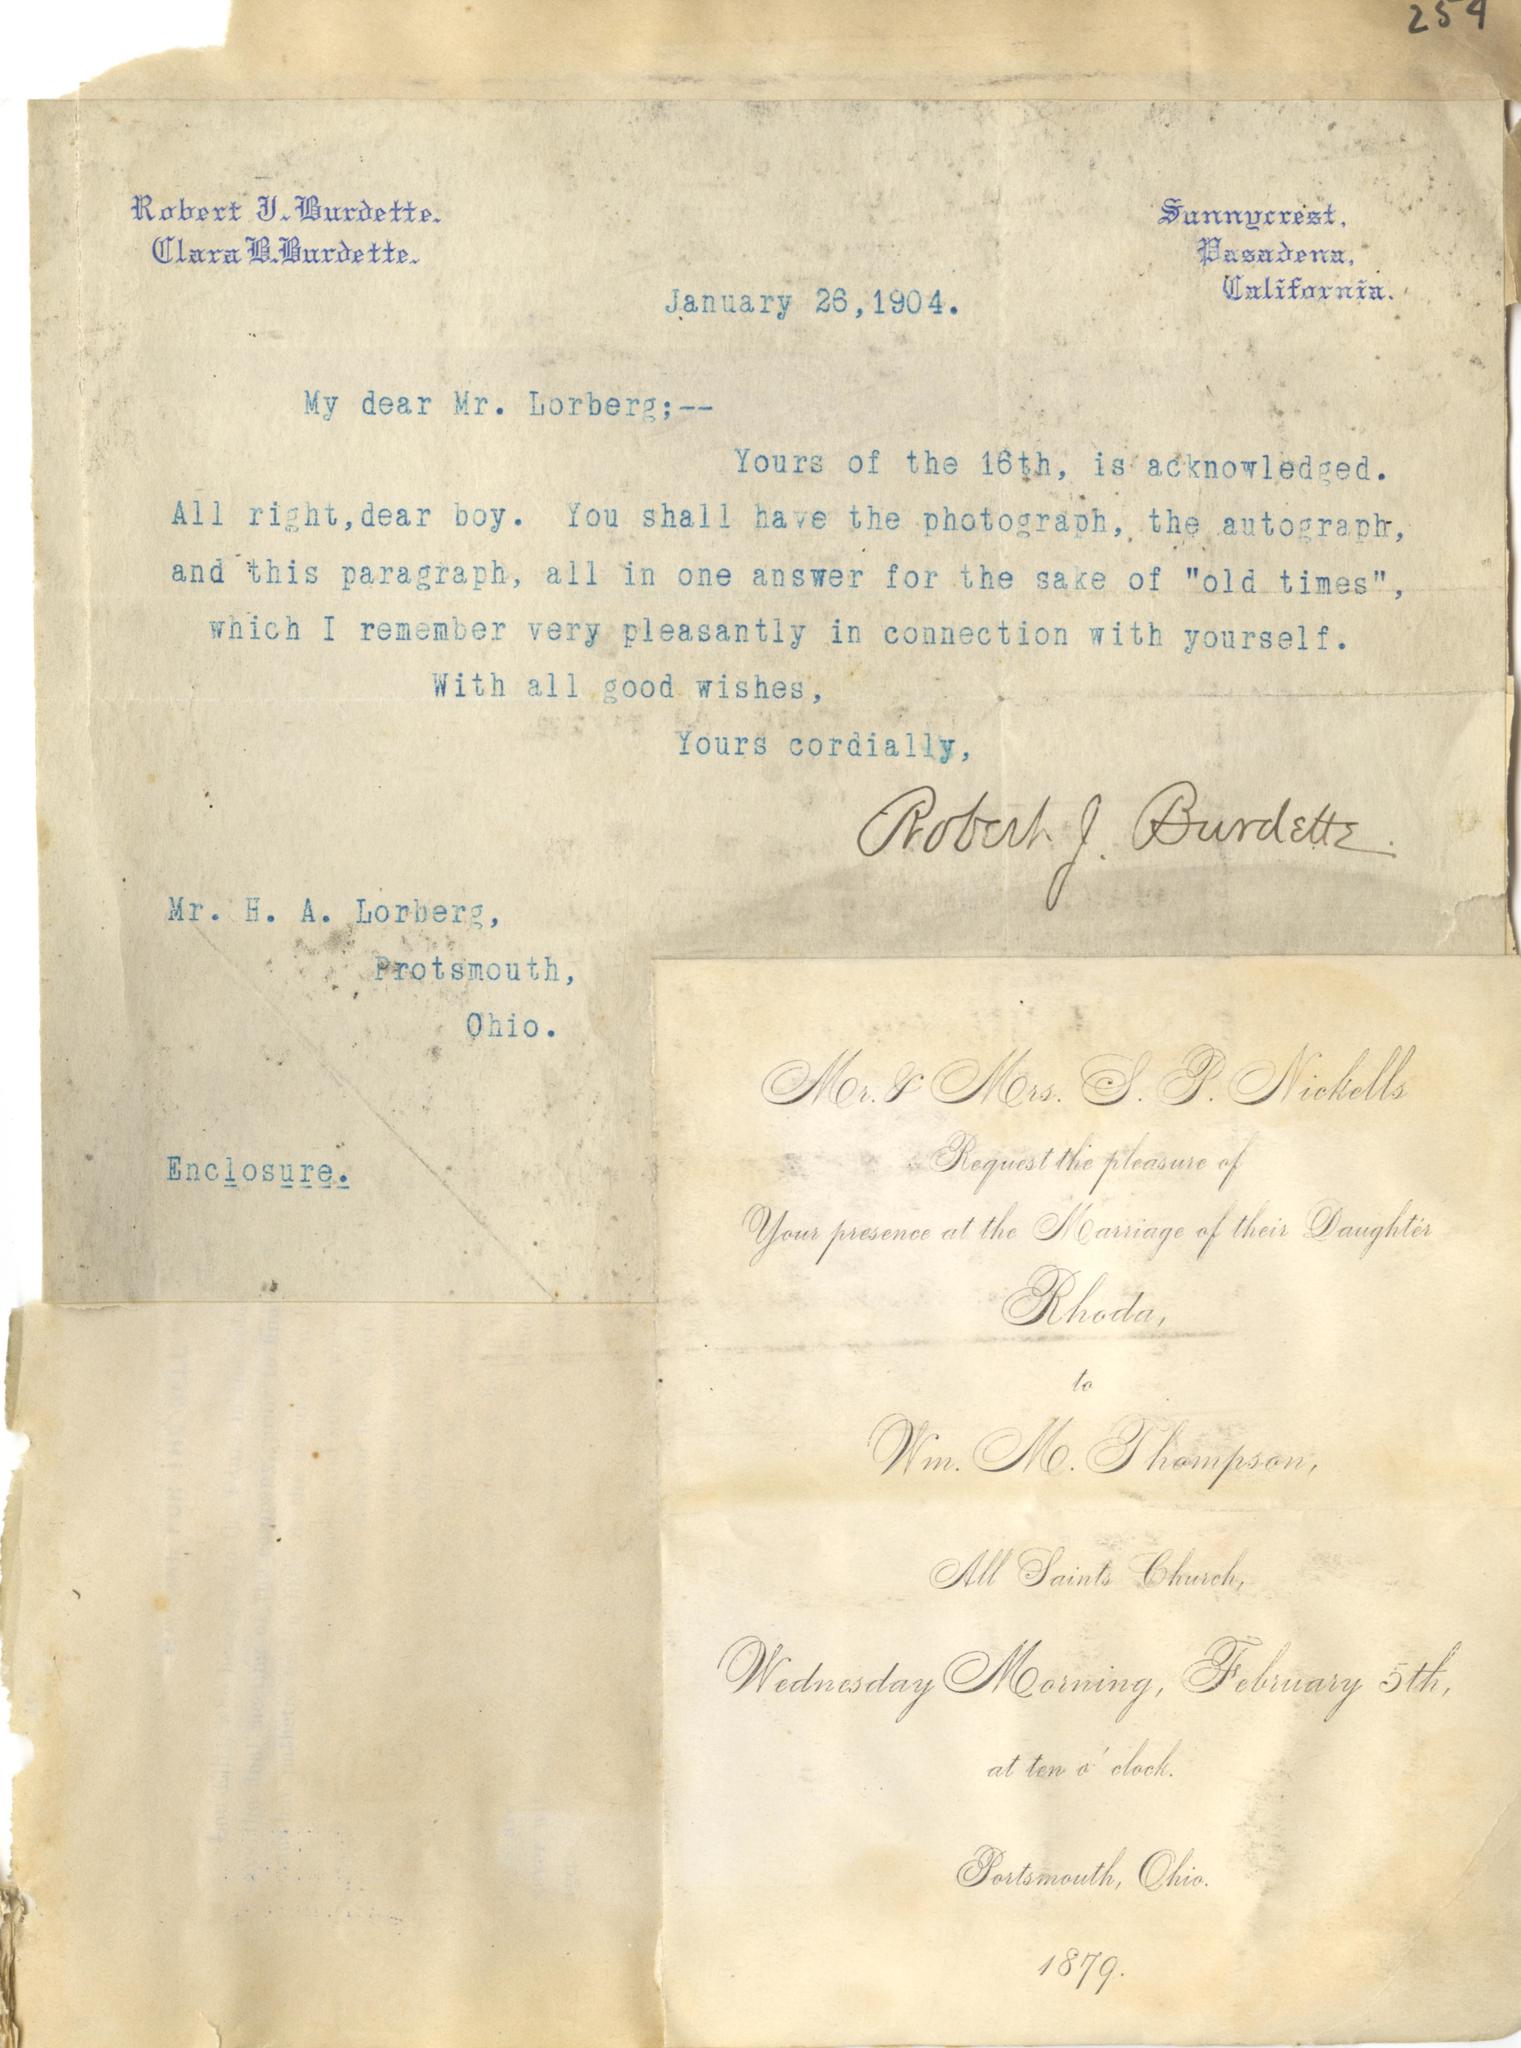 254
Robert J. Burdette.
Clara B. Burdette.
Sunnycrest,
Pasadena,
California.
January 26,1904.
My dear Mr. Lorberg;--
Yours of the 16th, is acknowledged.
All right,dear boy. You shall have the photograph, the autograph,
and this paragraph, all in one answer for the sake of "old times",
which I remember very pleasantly in connection with yourself.
With all good wishes,
Yours cordially,
Robert J. Burdette.
Mr. H. A. Lorberg,
Protsmouth,
Ohio.
Enclosure.
Mr. & Mrs. S. P. Nickells
Request the pleasure of
Your presence at the Marriage of their Daughter
Rhoda,
to
Wm. M. Thompson,
All Saints Church,
Wednesday Morning, February 5th,
at ten o'clock.
Portsmouth, Ohio.
1879.